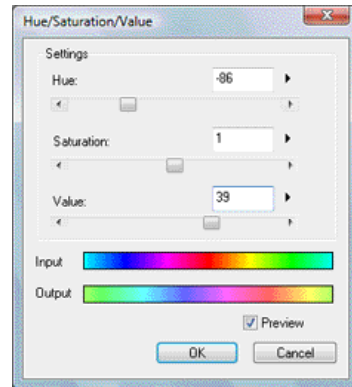 Hue/Saturation/Value
Settings
Hue: -86
Saturation: 1
Value: 39
Input
Output
Preview
OK Cancel